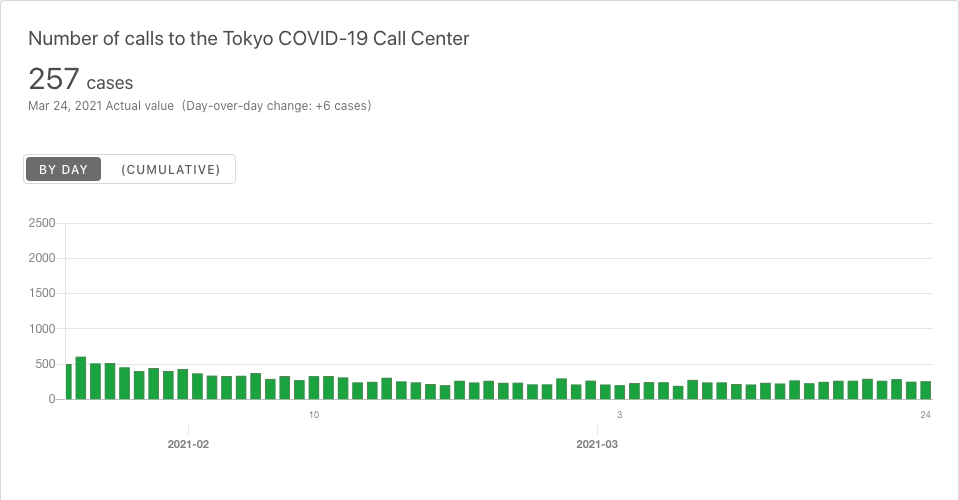 Number of calls to the Tokyo COVID-19 Call Center
257 cases
Mar 24, 2021 Actual value (Day-over-day change: +6 cases)
BY DAY (CUMULATIVE)
2500
2000
1500
1000
500
0
10 3 24
2021-02 2021-03